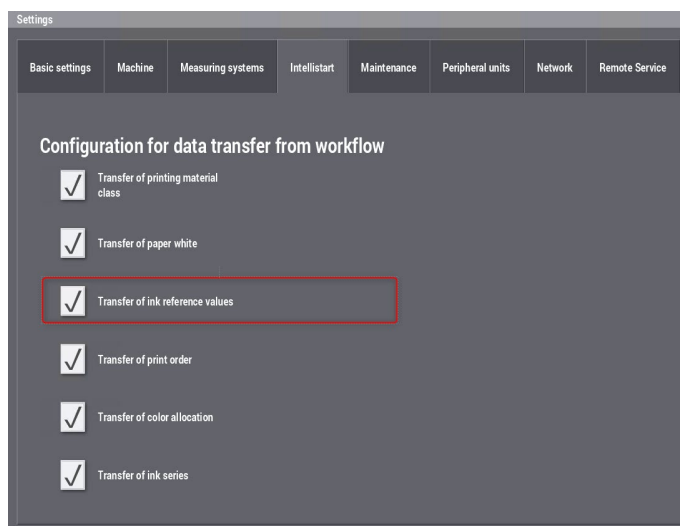 Settings
Basic settings Machine Measuring systems Intellistart Maintenance Peripheral units Network Remote Service
Configuration for data transfer from workflow
Transfer of printing material
class
Transfer of paper white
Transfer of ink reference values
Transfer of print order
Transfer of color allocation
Transfer of ink series